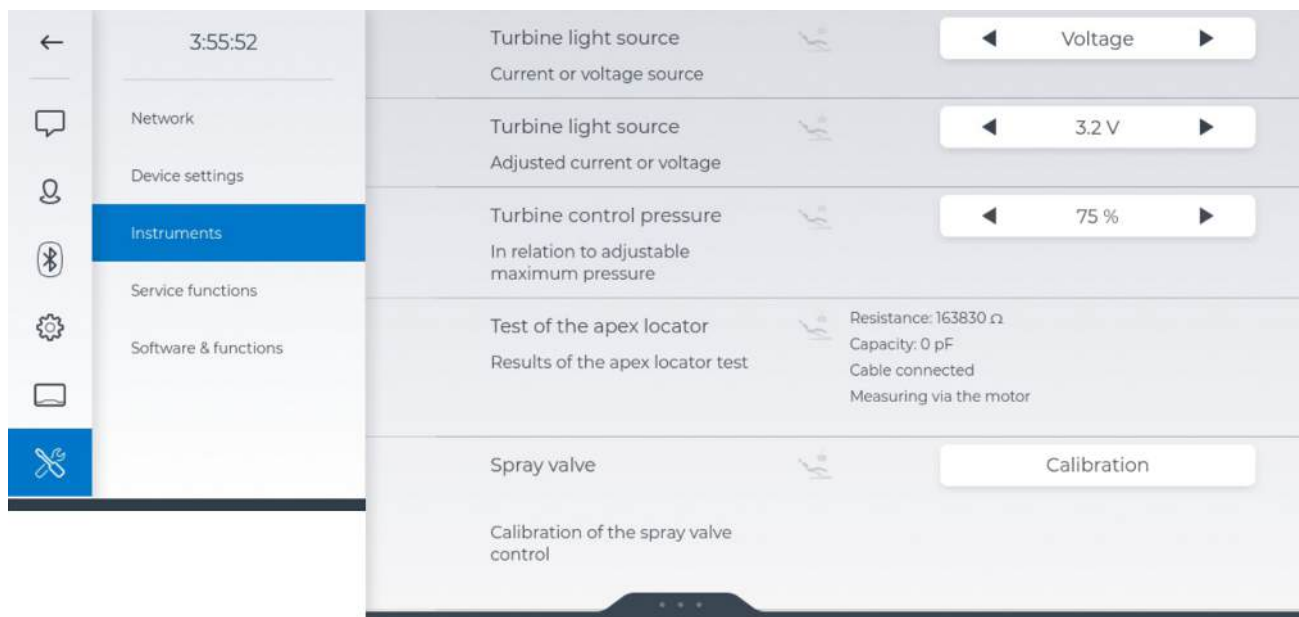 3:55:52
Network
Device settings
Instruments
Service functions
Software & functions
Turbine light source
Current or voltage source
Voltage
Turbine light source
Adjusted current or voltage
3.2 V
Turbine control pressure
In relation to adjustable
maximum pressure
75 %
Test of the apex locator
Results of the apex locator test
Resistance: 163830 Ω
Capacity: 0 pF
Cable connected
Measuring via the motor
Spray valve
Calibration of the spray valve
control
Calibration